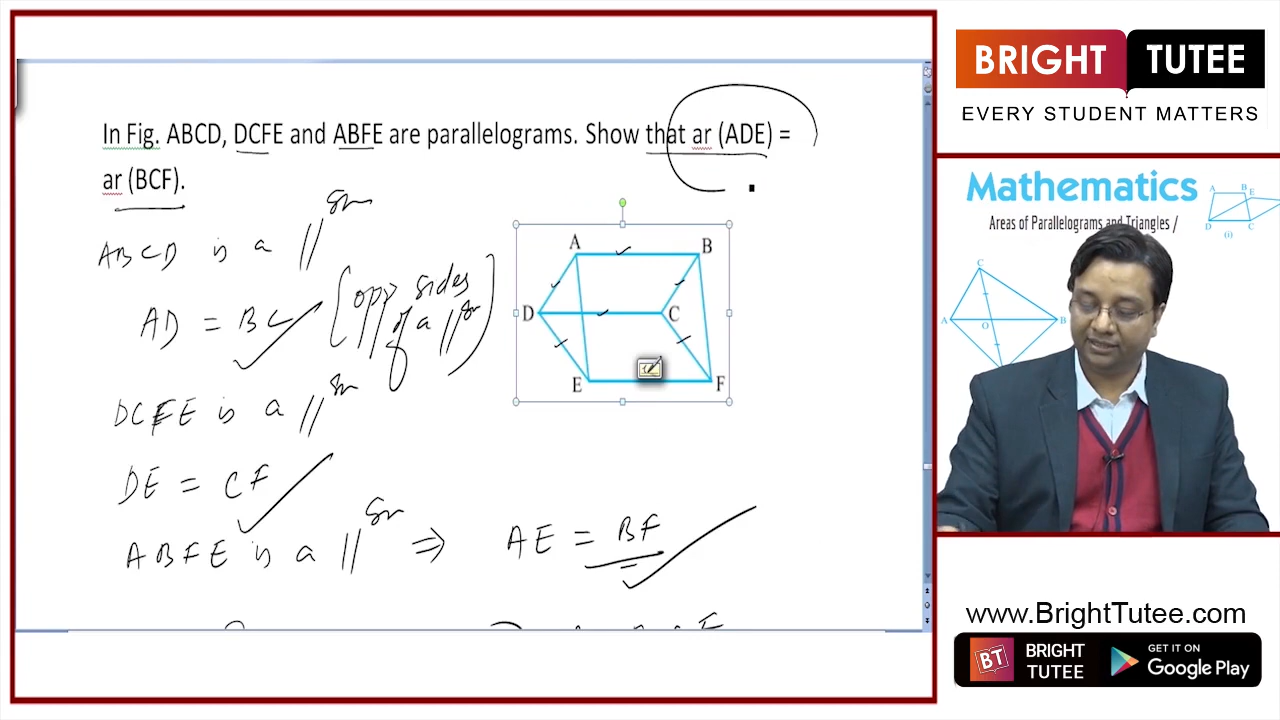 In Fig. ABCD, DCFE and ABFE are parallelograms. Show that ar (ADE) =
ar (BCF).
ABCD is a ||gm
AD = BC (opp sides of a ||gm)
DCFE is a ||gm
DE = CF
ABFE is a ||gm ⇒ AE = BF
A B
D C
E F
BRIGHT TUTEE
EVERY STUDENT MATTERS
Mathematics
Areas of Parallelograms and Triangles /
A B E
D C
(i)
C
A O B
www.BrightTutee.com
BT BRIGHT TUTEE
GET IT ON
Google Play